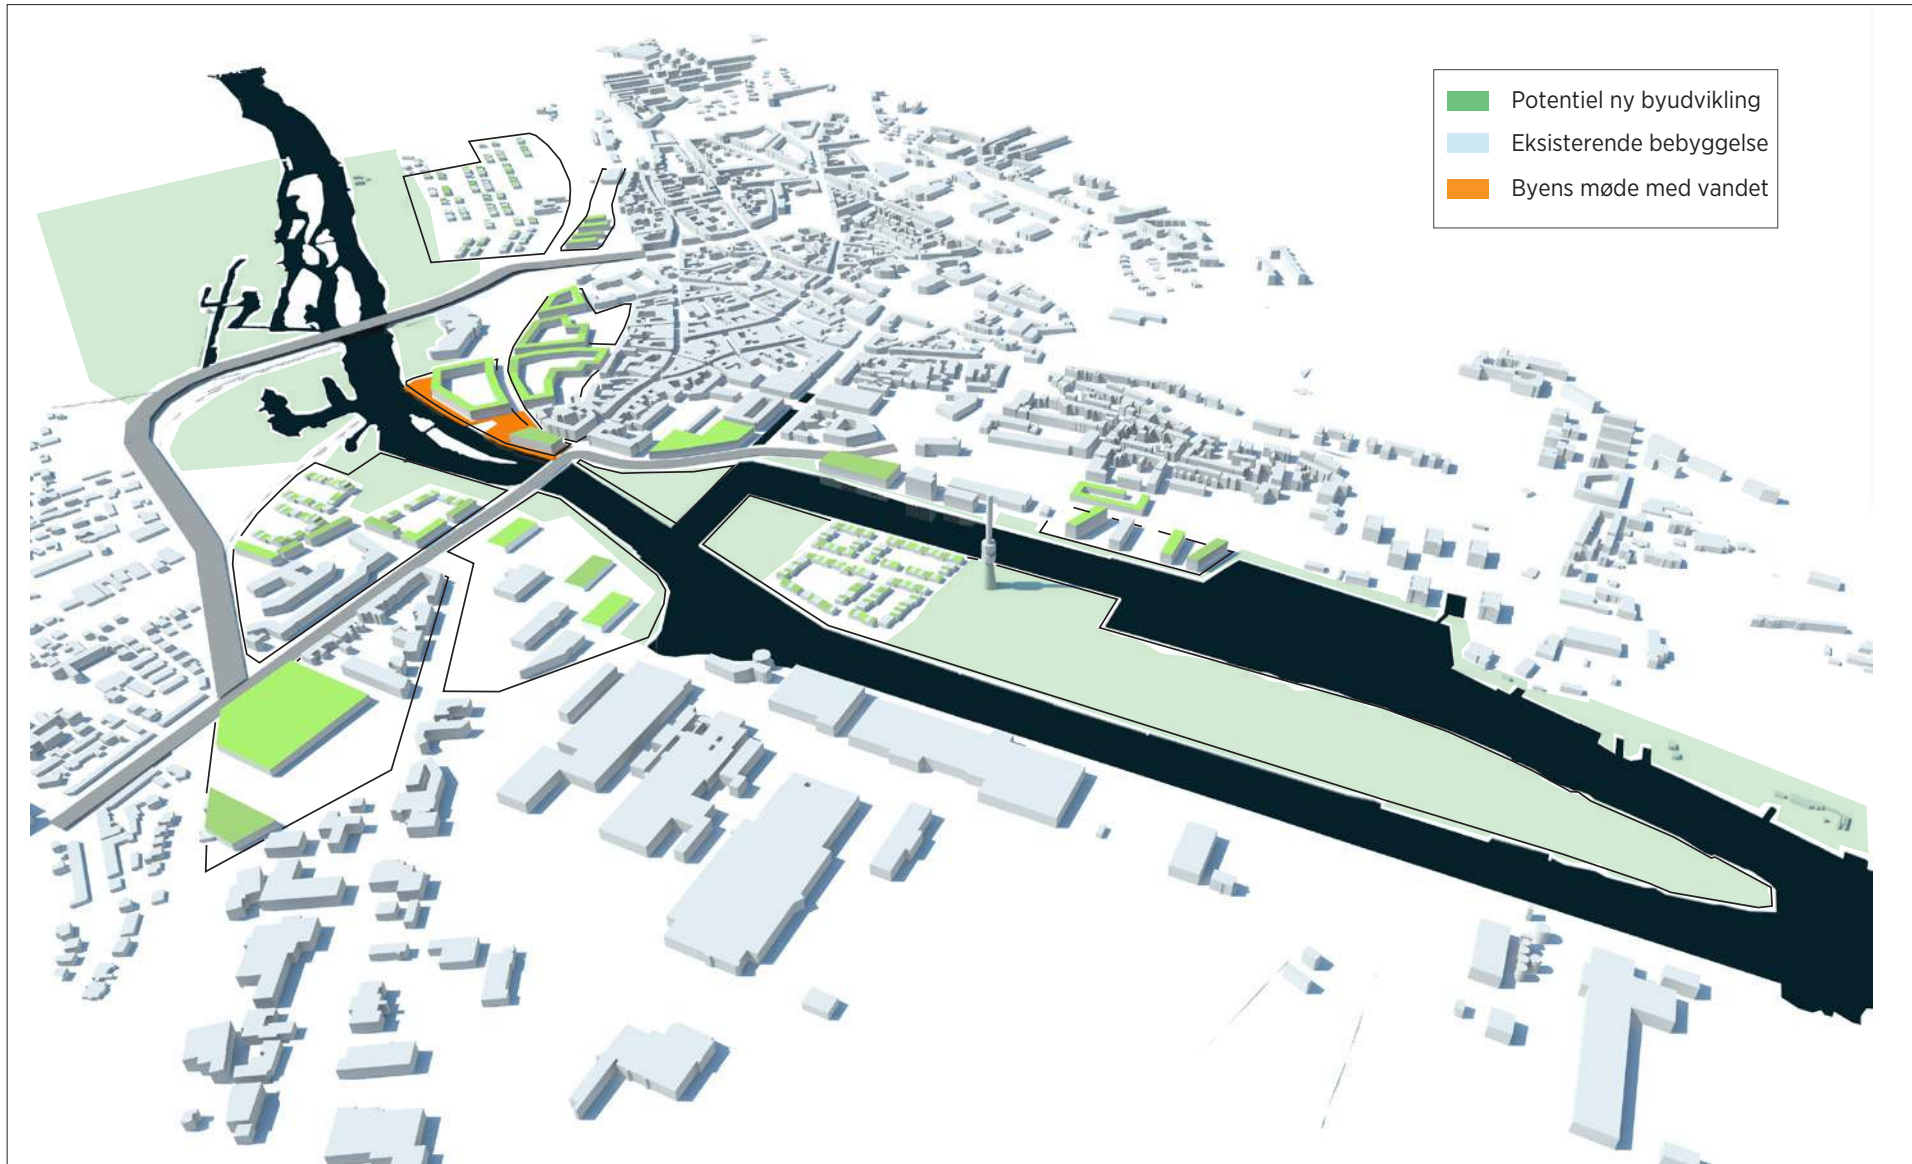 Potentiel ny byudvikling
Eksisterende bebyggelse
Byens møde med vandet